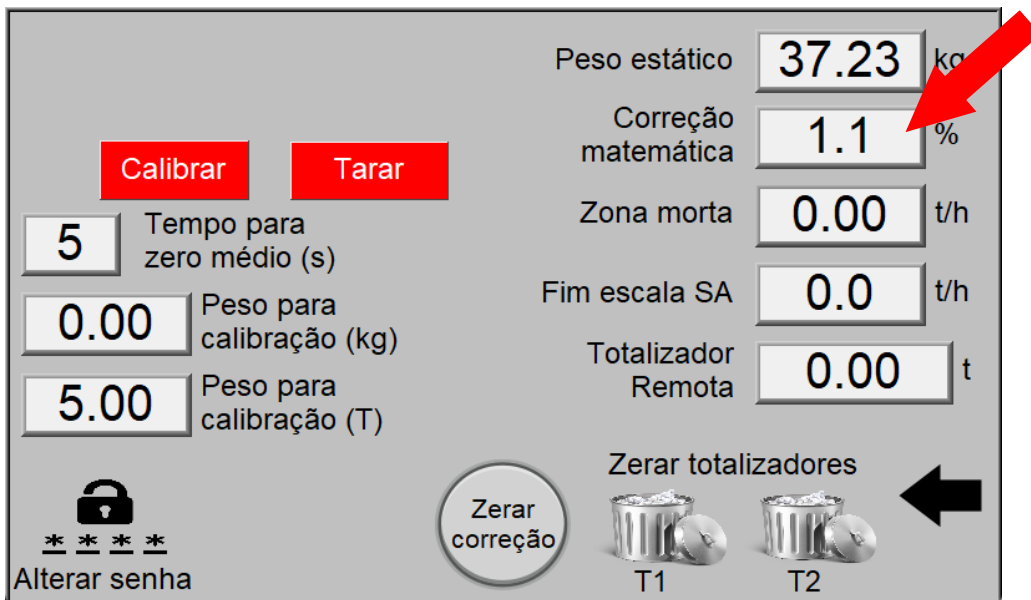 Peso estático 37.23 kg
Correção
matemática 1.1 %
Calibrar Tarar
Zona morta 0.00 t/h
5 Tempo para
zero médio (s)
Fim escala SA 0.0 t/h
0.00 Peso para
calibração (kg)
Totalizador
Remota 0.00 t
5.00 Peso para
calibração (T)
Zerar totalizadores
Zerar
correção
* * * *
Alterar senha
T1 T2